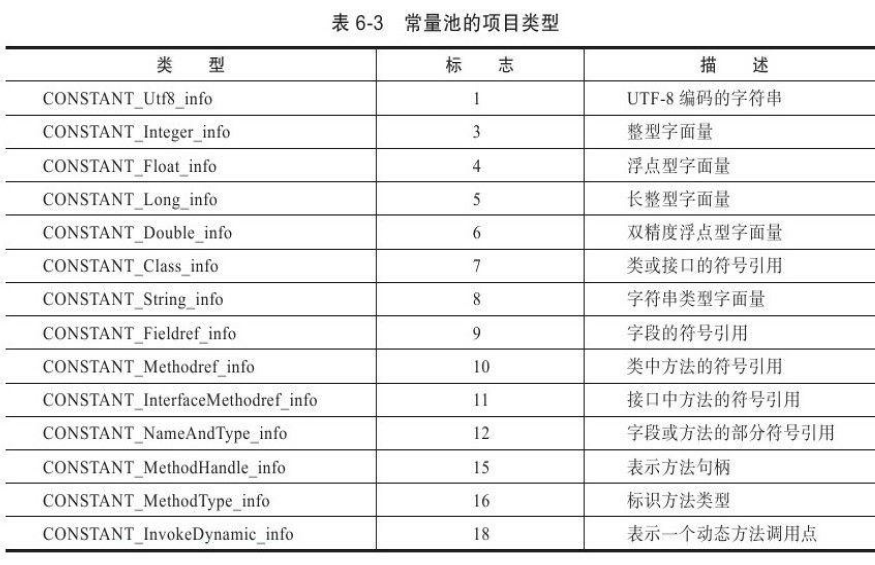 表 6-3 常量池的项目类型
类 型 标 志 描 述
CONSTANT_Utf8_info 1 UTF-8 编码的字符串
CONSTANT_Integer_info 3 整型字面量
CONSTANT_Float_info 4 浮点型字面量
CONSTANT_Long_info 5 长整型字面量
CONSTANT_Double_info 6 双精度浮点型字面量
CONSTANT_Class_info 7 类或接口的符号引用
CONSTANT_String_info 8 字符串类型字面量
CONSTANT_Fieldref_info 9 字段的符号引用
CONSTANT_Methodref_info 10 类中方法的符号引用
CONSTANT_InterfaceMethodref_info 11 接口中方法的符号引用
CONSTANT_NameAndType_info 12 字段或方法的部分符号引用
CONSTANT_MethodHandle_info 15 表示方法句柄
CONSTANT_MethodType_info 16 标识方法类型
CONSTANT_InvokeDynamic_info 18 表示一个动态方法调用点